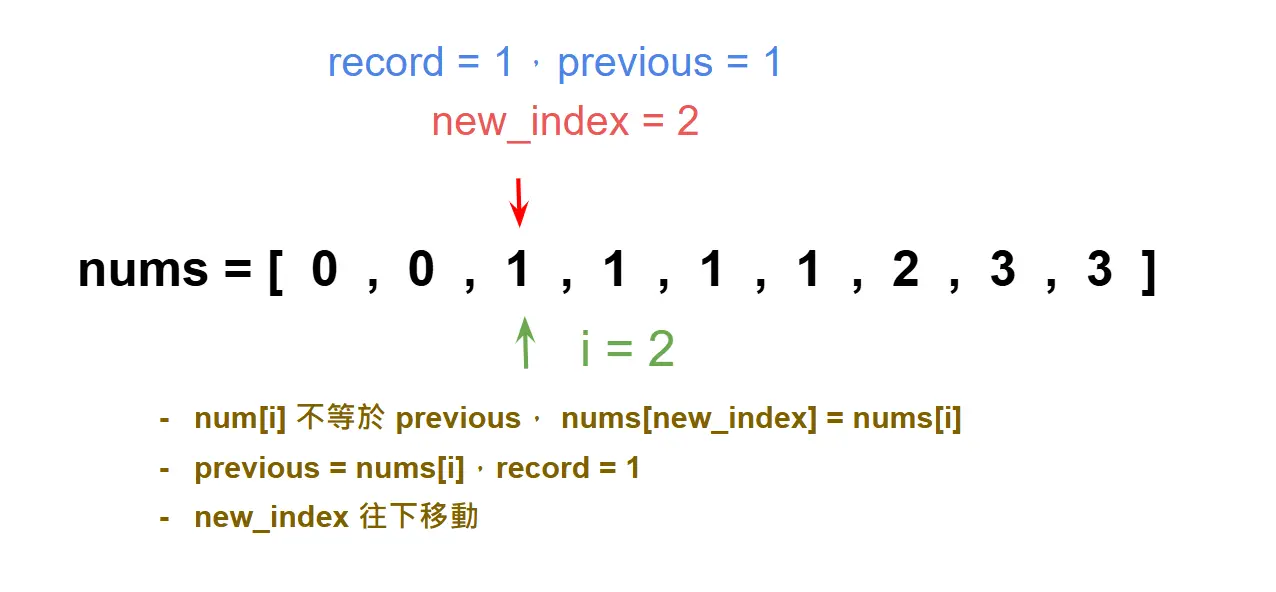 record = 1，previous = 1
new_index = 2
nums = [ 0 , 0 , 1 , 1 , 1 , 1 , 2 , 3 , 3 ]
i = 2
- num[i] 不等於 previous， nums[new_index] = nums[i]
- previous = nums[i]，record = 1
- new_index 往下移動